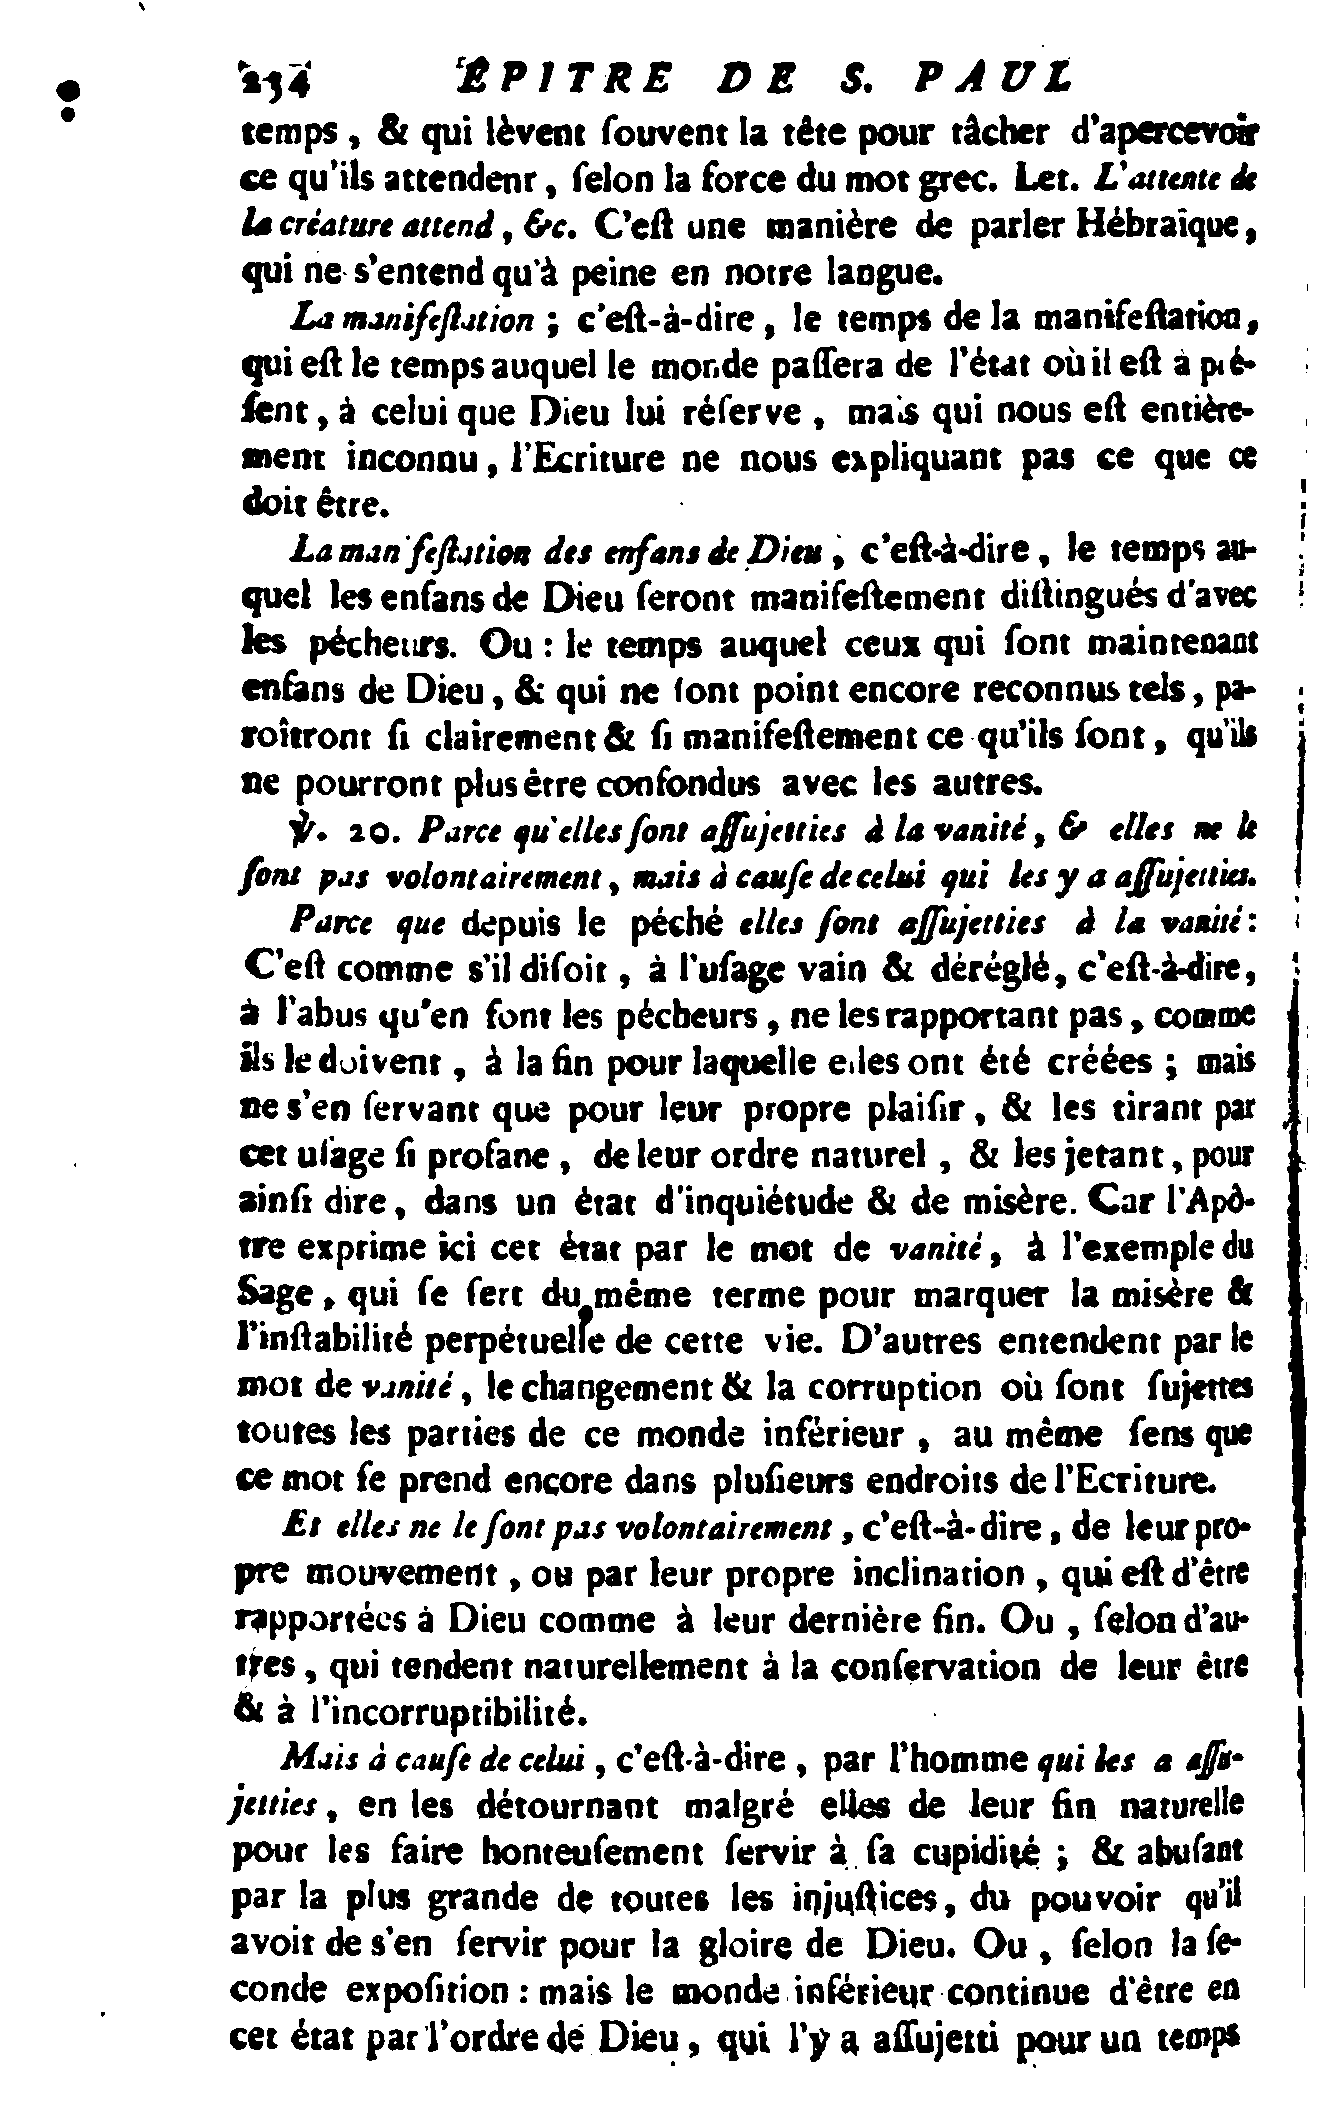 234 ÉPITRE DE S. PAUL
temps, & qui lèvent ſouvent la tête pour tâcher d'apercevoir
ce qu'ils attendent, ſelon la force du mot grec. Let. L'attente de
la créature attend, &c. C'eſt une manière de parler Hébraïque,
qui ne s'entend qu'à peine en notre langue.
La manifeſtation ; c'eſt-à-dire, le temps de la manifeſtation,
qui eſt le temps auquel le monde paſſera de l'état où il eſt à pré-
ſent, à celui que Dieu lui réſerve, mais qui nous eſt entière-
ment inconnu, l'Ecriture ne nous expliquant pas ce que ce
doit être.
La manifeſtation des enfans de Dieu ; c'eſt-à-dire, le temps au-
quel les enfans de Dieu ſeront manifeſtement diſtingués d'avec
les pécheurs. Ou : le temps auquel ceux qui ſont maintenant
enfans de Dieu, & qui ne ſont point encore reconnus tels, pa-
roîtront ſi clairement & ſi manifeſtement ce qu'ils ſont, qu'ils
ne pourront plus être confondus avec les autres.
℣. 20. Parce qu'elles ſont aſſujetties à la vanité, & elles ne le
ſont pas volontairement, mais à cauſe de celui qui les y a aſſujetties.
Parce que depuis le péché elles ſont aſſujetties à la vanité :
C'eſt comme s'il diſoit, à l'uſage vain & déréglé, c'eſt-à-dire,
à l'abus qu'en font les pécheurs, ne les rapportant pas, comme
ils le doivent, à la fin pour laquelle elles ont été créées ; mais
ne s'en ſervant que pour leur propre plaiſir, & les tirant par
cet uſage ſi profane, de leur ordre naturel, & les jetant, pour
ainſi dire, dans un état d'inquiétude & de misère. Car l'Apô-
tre exprime ici cet état par le mot de vanité, à l'exemple du
Sage, qui ſe ſert du même terme pour marquer la misère &
l'inſtabilité perpétuelle de cette vie. D'autres entendent par le
mot de vanité, le changement & la corruption où ſont ſujettes
toutes les parties de ce monde inférieur, au même ſens que
ce mot ſe prend encore dans pluſieurs endroits de l'Ecriture.
Et elles ne le ſont pas volontairement, c'eſt-à-dire, de leur pro-
pre mouvement, ou par leur propre inclination, qui eſt d'être
rapportées à Dieu comme à leur dernière fin. Ou, ſelon d'au-
tres, qui tendent naturellement à la conſervation de leur être
& à l'incorruptibilité.
Mais à cauſe de celui, c'eſt-à-dire, par l'homme qui les a aſſu-
jetties, en les détournant malgré elles de leur fin naturelle
pour les faire honteuſement ſervir à ſa cupidité ; & abuſant
par la plus grande de toutes les injuſtices, du pouvoir qu'il
avoit de s'en ſervir pour la gloire de Dieu. Ou, ſelon la ſe-
conde expoſition : mais le monde inférieur continue d'être en
cet état par l'ordre de Dieu, qui l'y a aſſujetti pour un temps